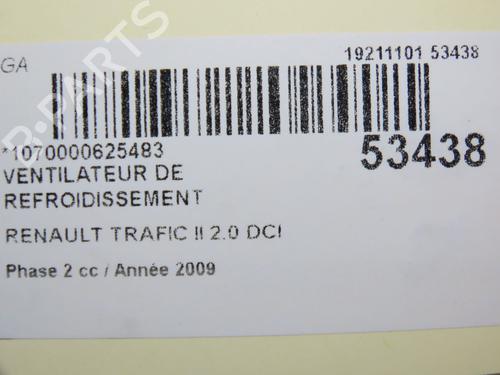 GA
19211101 53438
*1070000625483
53438
VENTILATEUR DE
REFROIDISSEMENT
RENAULT TRAFIC II 2.0 DCI
Phase 2 cc / Année 2009
B-PARTS